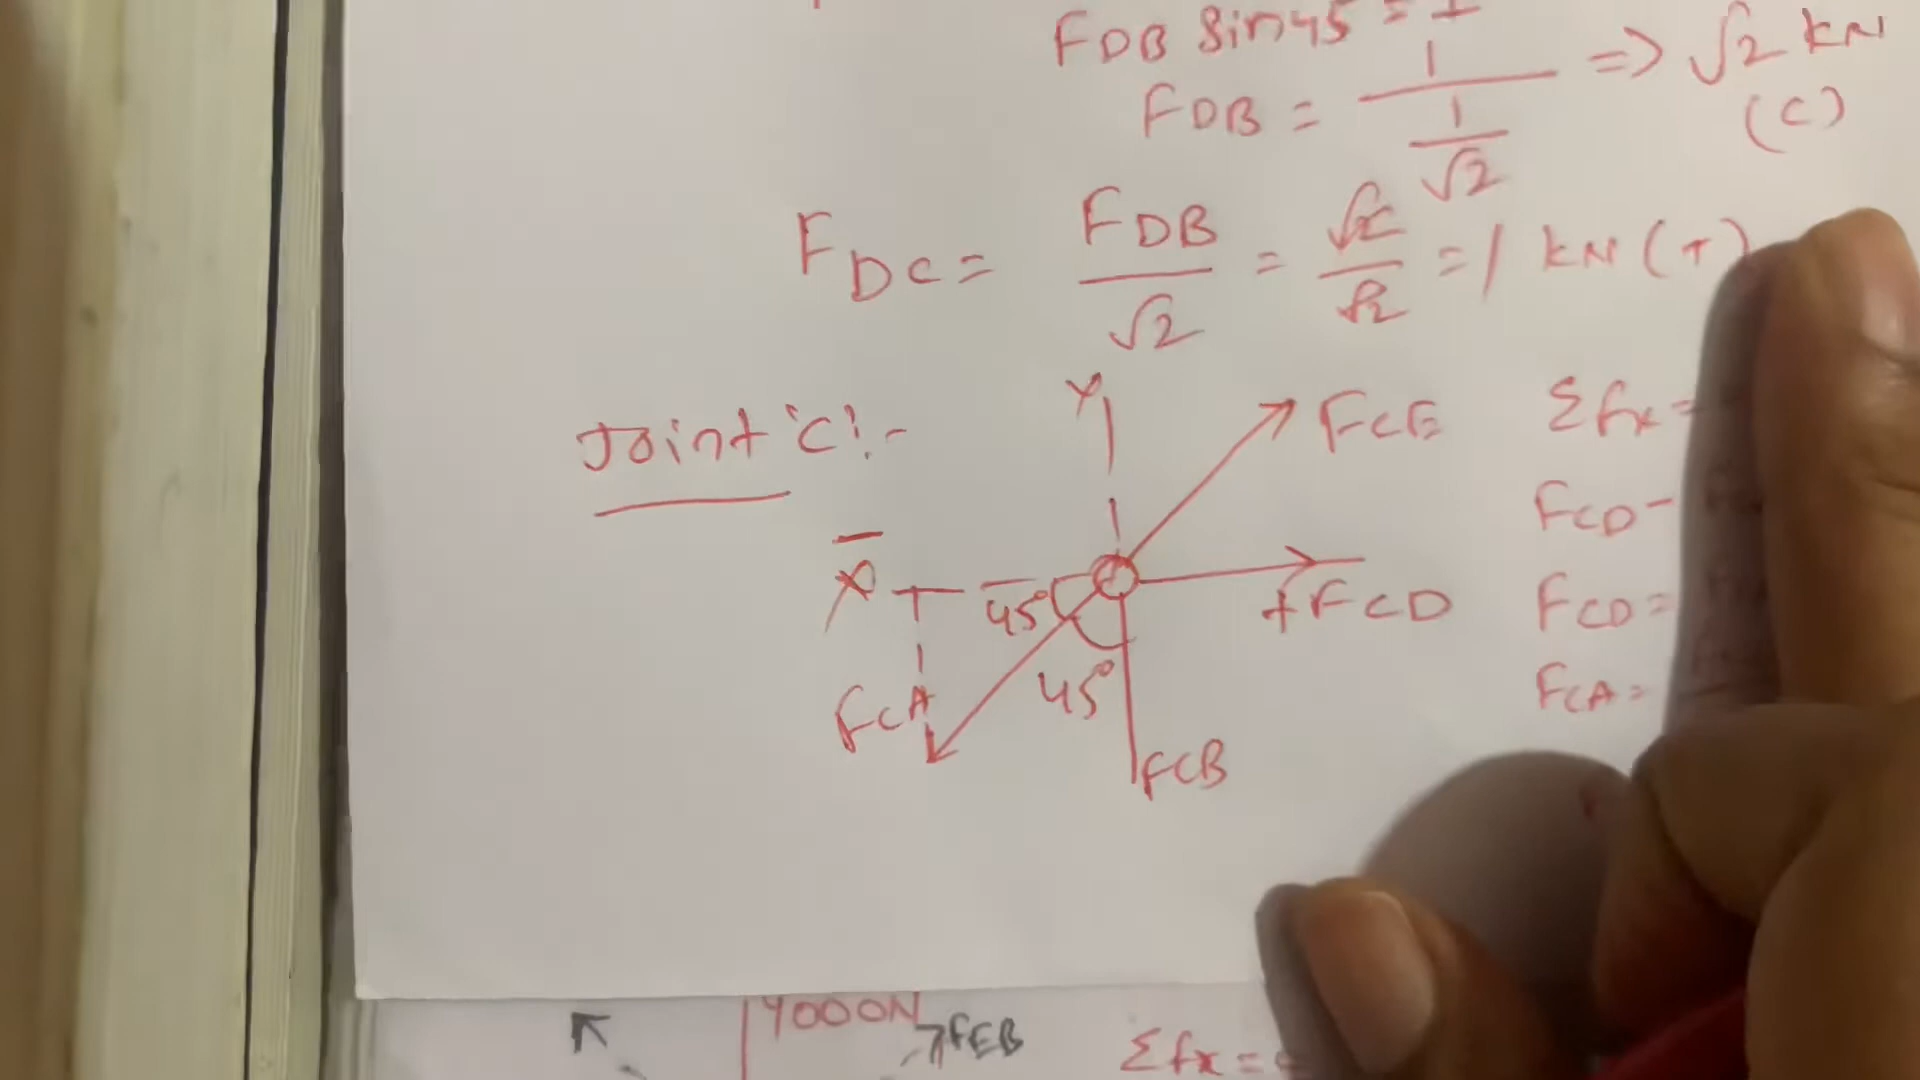 FDB Sin45 = 1
FDB = 1 / 1/√2 => √2 kN (C)
FDC = FDB/√2 = √2/√2 = 1 kN (T)
Joint 'C':-
Y
FCE
Σfx=
X
45°
+FCD
FCD-
FCD=
FCA
45°
FCA=
FCB
4000N
FEB
Σfx=